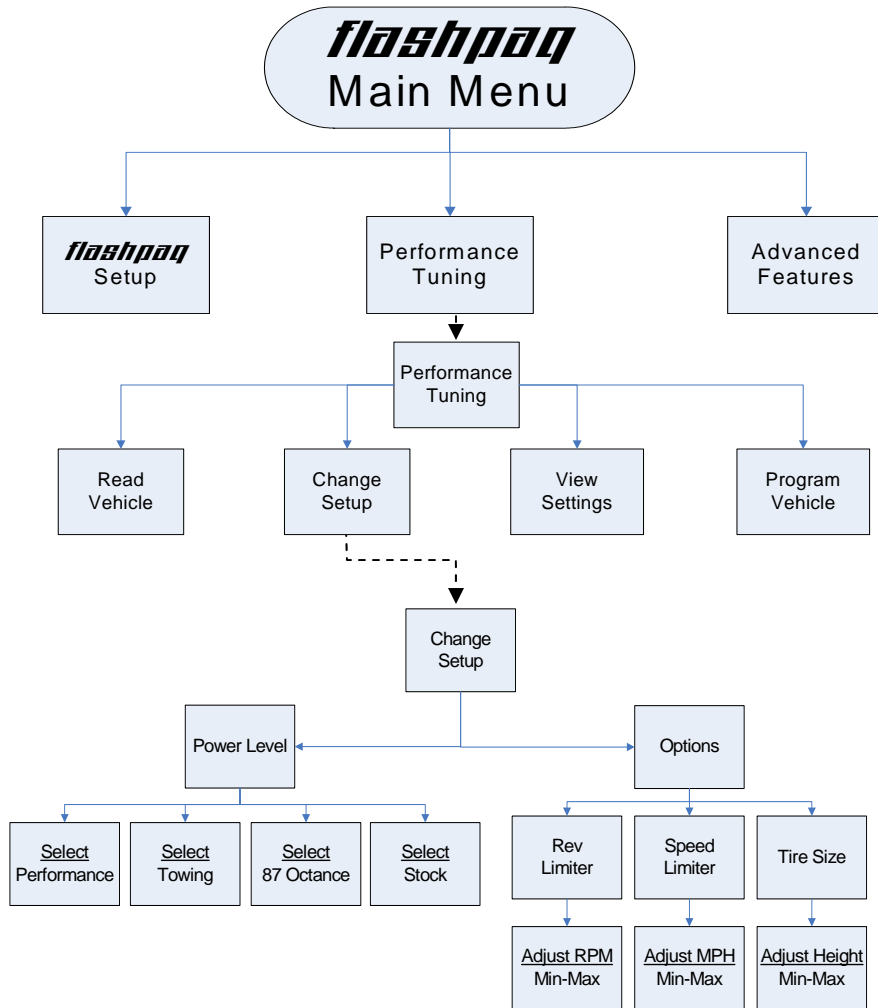 flashpaq
Main Menu
flashpaq
Setup
Performance
Tuning
Advanced
Features
Performance
Tuning
Read
Vehicle
Change
Setup
View
Settings
Program
Vehicle
Change
Setup
Power Level
Options
Select
Performance
Select
Towing
Select
87 Octance
Select
Stock
Rev
Limiter
Speed
Limiter
Tire Size
Adjust RPM
Min-Max
Adjust MPH
Min-Max
Adjust Height
Min-Max